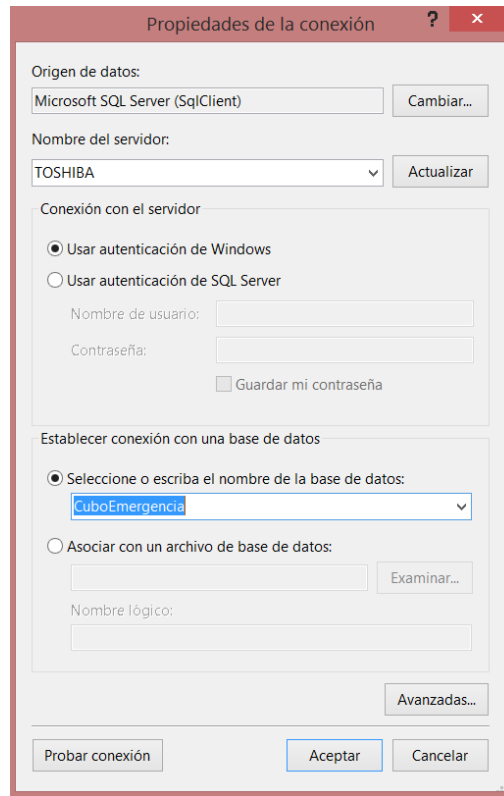 Propiedades de la conexión
?
x
Origen de datos:
Microsoft SQL Server (SqlClient)
Cambiar...
Nombre del servidor:
TOSHIBA
Actualizar
Conexión con el servidor
Usar autenticación de Windows
Usar autenticación de SQL Server
Nombre de usuario:
Contraseña:
Guardar mi contraseña
Establecer conexión con una base de datos
Seleccione o escriba el nombre de la base de datos:
CuboEmergencia
Asociar con un archivo de base de datos:
Examinar...
Nombre lógico:
Avanzadas...
Probar conexión
Aceptar
Cancelar